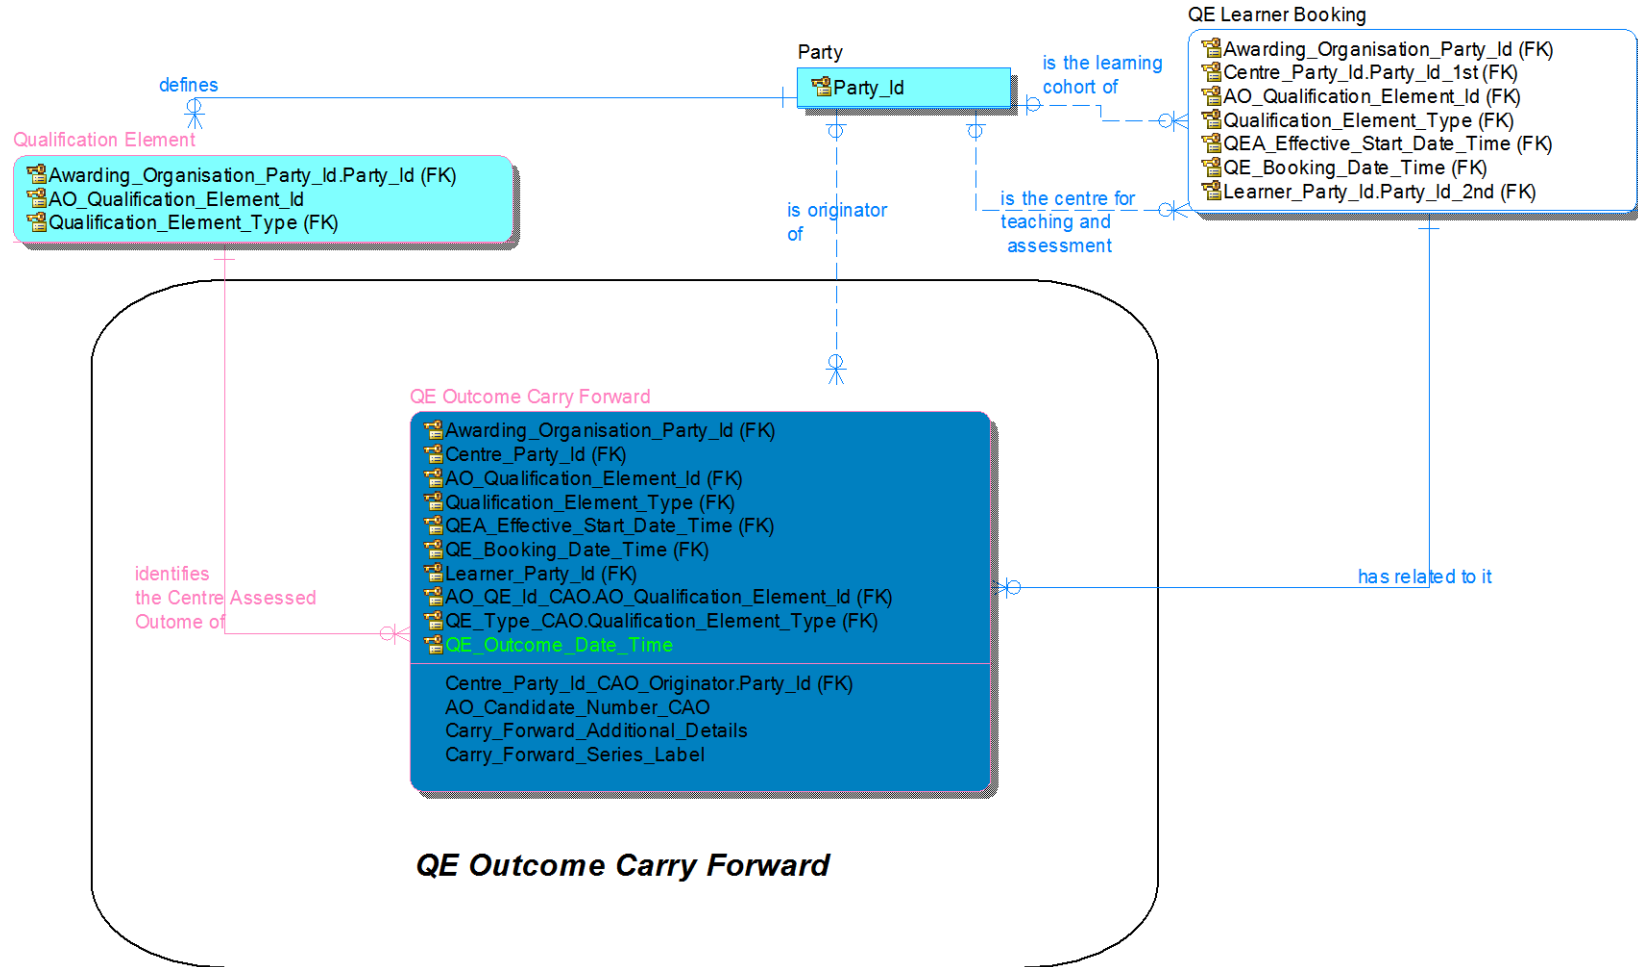 QE Learner Booking
Awarding_Organisation_Party_Id (FK)
Centre_Party_Id.Party_Id_1st (FK)
AO_Qualification_Element_Id (FK)
Qualification_Element_Type (FK)
QEA_Effective_Start_Date_Time (FK)
QE_Booking_Date_Time (FK)
Learner_Party_Id.Party_Id_2nd (FK)
Party
Party_Id
is the learning
cohort of
defines
Qualification Element
Awarding_Organisation_Party_Id.Party_Id (FK)
AO_Qualification_Element_Id
Qualification_Element_Type (FK)
is originator
of
is the centre for
teaching and
assessment
QE Outcome Carry Forward
Awarding_Organisation_Party_Id (FK)
Centre_Party_Id (FK)
AO_Qualification_Element_Id (FK)
Qualification_Element_Type (FK)
QEA_Effective_Start_Date_Time (FK)
QE_Booking_Date_Time (FK)
Learner_Party_Id (FK)
AO_QE_Id_CAO.AO_Qualification_Element_Id (FK)
QE_Type_CAO.Qualification_Element_Type (FK)
QE_Outcome_Date_Time
Centre_Party_Id_CAO_Originator.Party_Id (FK)
AO_Candidate_Number_CAO
Carry_Forward_Additional_Details
Carry_Forward_Series_Label
identifies
the Centre Assessed
Outome of
has related to it
QE Outcome Carry Forward